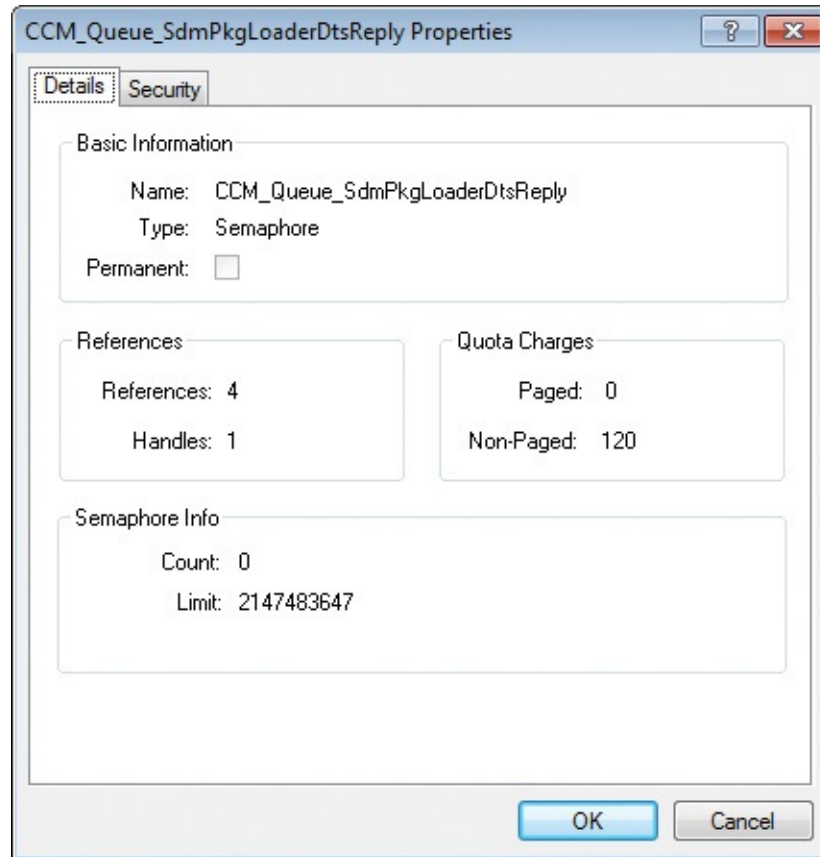 CCM_Queue_SdmPkgLoaderDtsReply Properties
?
Details Security
Basic Information
Name: CCM_Queue_SdmPkgLoaderDtsReply
Type: Semaphore
Permanent:
References Quota Charges
References: 4 Paged: 0
Handles: 1 Non-Paged: 120
Semaphore Info
Count: 0
Limit: 2147483647
OK Cancel